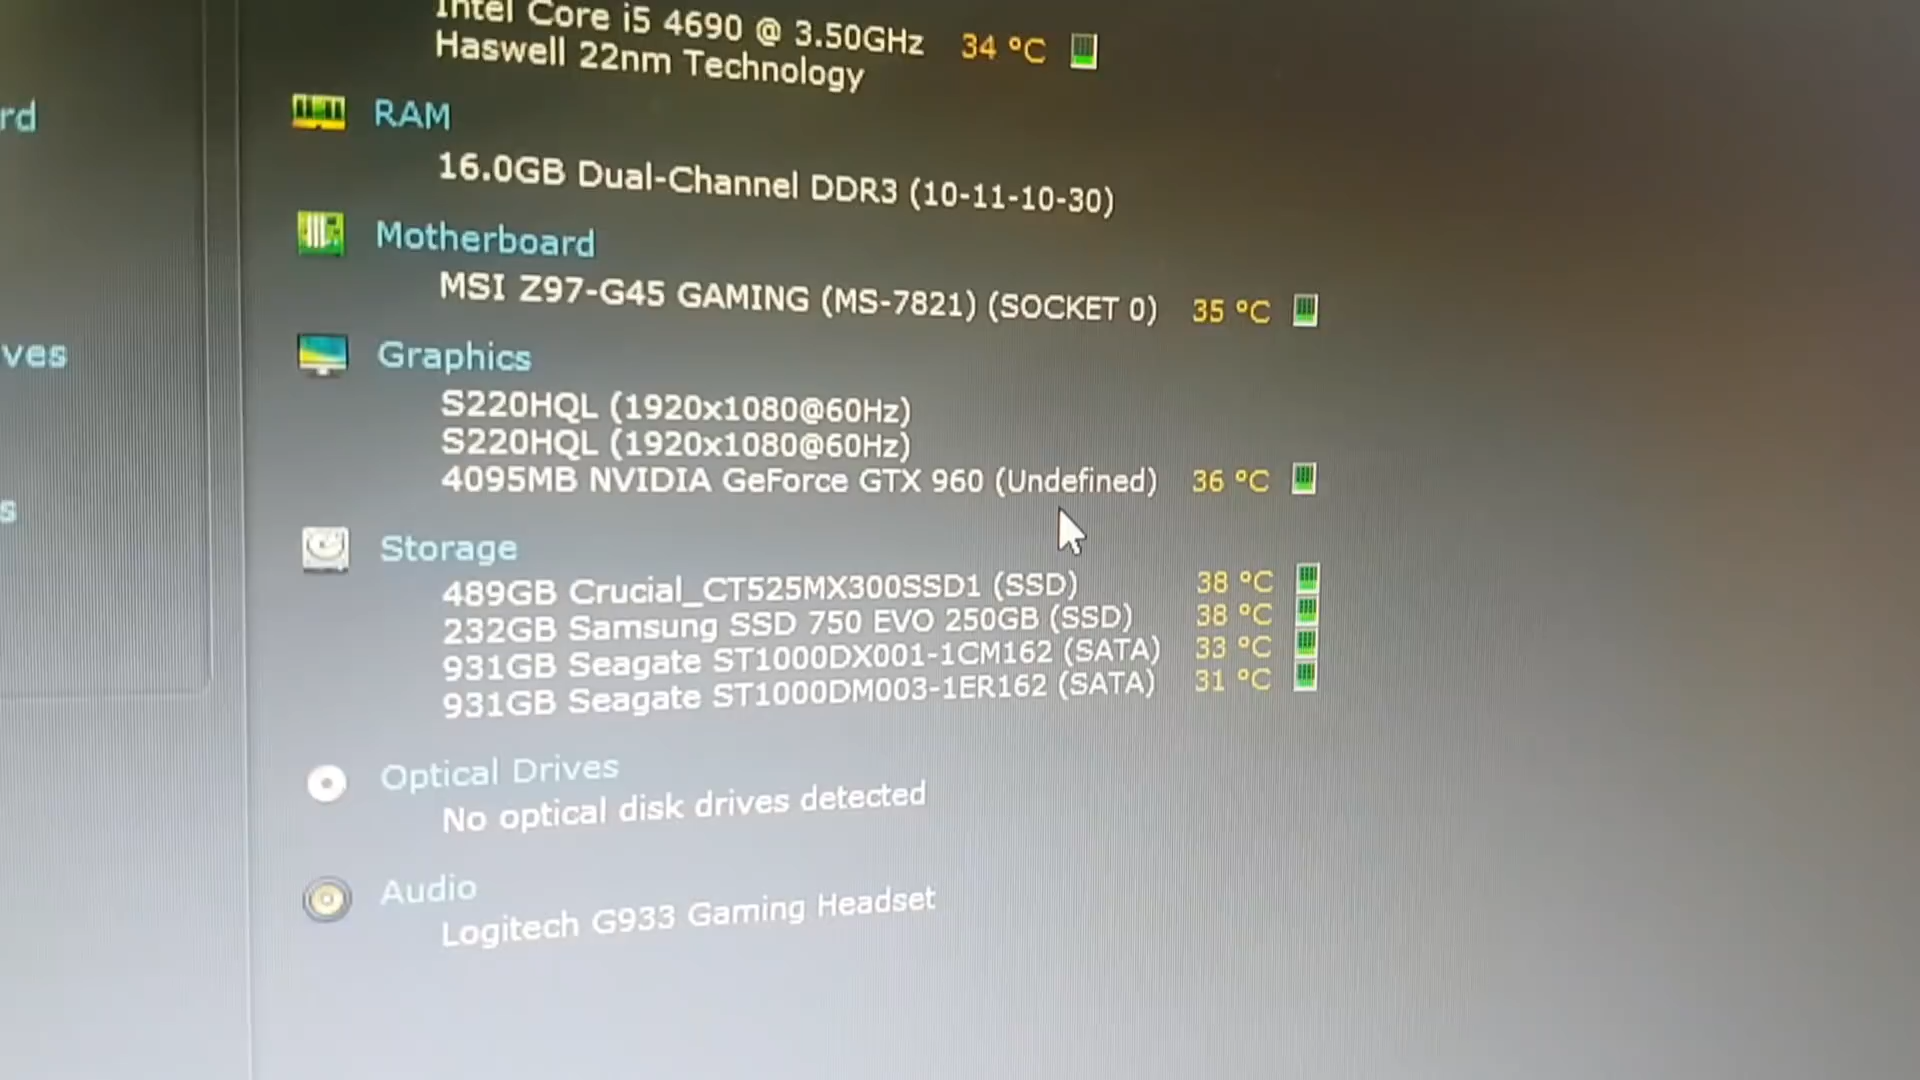 Intel Core i5 4690 @ 3.50GHz 34 °C
Haswell 22nm Technology
rd
RAM
16.0GB Dual-Channel DDR3 (10-11-10-30)
Motherboard
MSI Z97-G45 GAMING (MS-7821) (SOCKET 0) 35 °C
ves
Graphics
S220HQL (1920x1080@60Hz)
S220HQL (1920x1080@60Hz)
4095MB NVIDIA GeForce GTX 960 (Undefined) 36 °C
s
Storage
489GB Crucial_CT525MX300SSD1 (SSD) 38 °C
232GB Samsung SSD 750 EVO 250GB (SSD) 38 °C
931GB Seagate ST1000DX001-1CM162 (SATA) 33 °C
931GB Seagate ST1000DM003-1ER162 (SATA) 31 °C
Optical Drives
No optical disk drives detected
Audio
Logitech G933 Gaming Headset